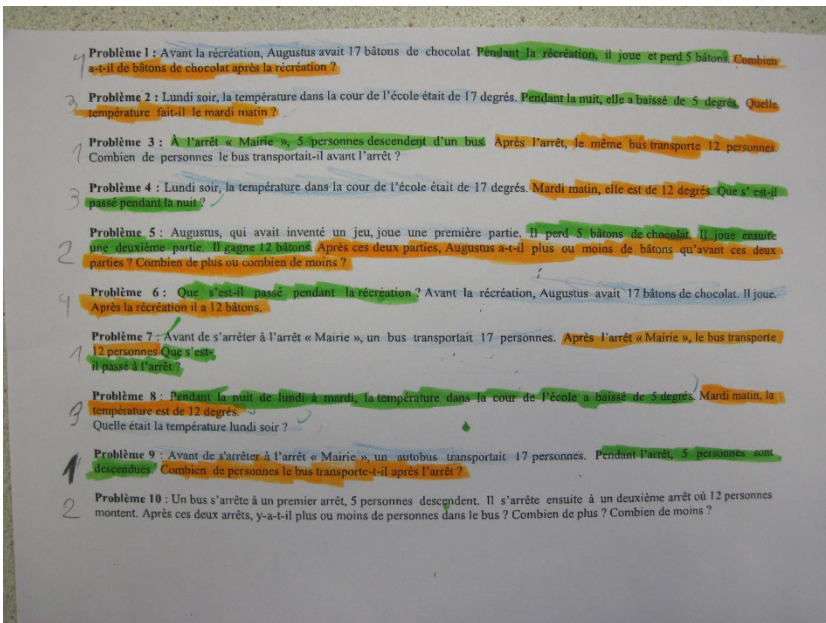 4 Problème 1 : Avant la récréation, Augustus avait 17 bâtons de chocolat Pendant la récréation, il joue et perd 5 bâtons. Combien
a-t-il de bâtons de chocolat après la récréation ?
3 Problème 2 : Lundi soir, la température dans la cour de l'école était de 17 degrés. Pendant la nuit, elle a baissé de 5 degrés. Quelle
température fait-il le mardi matin ?
1 Problème 3 : À l'arrêt « Mairie », 5 personnes descendent d'un bus. Après l'arrêt, le même bus transporte 12 personnes.
Combien de personnes le bus transportait-il avant l'arrêt ?
3 Problème 4 : Lundi soir, la température dans la cour de l'école était de 17 degrés. Mardi matin, elle est de 12 degrés. Que s' est-il
passé pendant la nuit ?
2 Problème 5 : Augustus, qui avait inventé un jeu, joue une première partie. Il perd 5 bâtons de chocolat. Il joue ensuite
une deuxième partie. Il gagne 12 bâtons. Après ces deux parties, Augustus a-t-il plus ou moins de bâtons qu'avant ces deux
parties ? Combien de plus ou combien de moins ?
4 Problème 6 : Que s'est-il passé pendant la récréation ? Avant la récréation, Augustus avait 17 bâtons de chocolat. Il joue.
Après la récréation il a 12 bâtons.
1 Problème 7 : Avant de s'arrêter à l'arrêt « Mairie », un bus transportait 17 personnes. Après l'arrêt « Mairie », le bus transporte
12 personnes Que s'est-
il passé à l'arrêt ?
3 Problème 8 : Pendant la nuit de lundi à mardi, la température dans la cour de l'école a baissé de 5 degrés. Mardi matin, la
température est de 12 degrés.
Quelle était la température lundi soir ?
1 Problème 9 : Avant de s'arrêter à l'arrêt « Mairie », un autobus transportait 17 personnes. Pendant l'arrêt, 5 personnes sont
descendues. Combien de personnes le bus transporte-t-il après l'arrêt ?
2 Problème 10 : Un bus s'arrête à un premier arrêt, 5 personnes descendent. Il s'arrête ensuite à un deuxième arrêt où 12 personnes
montent. Après ces deux arrêts, y-a-t-il plus ou moins de personnes dans le bus ? Combien de plus ? Combien de moins ?